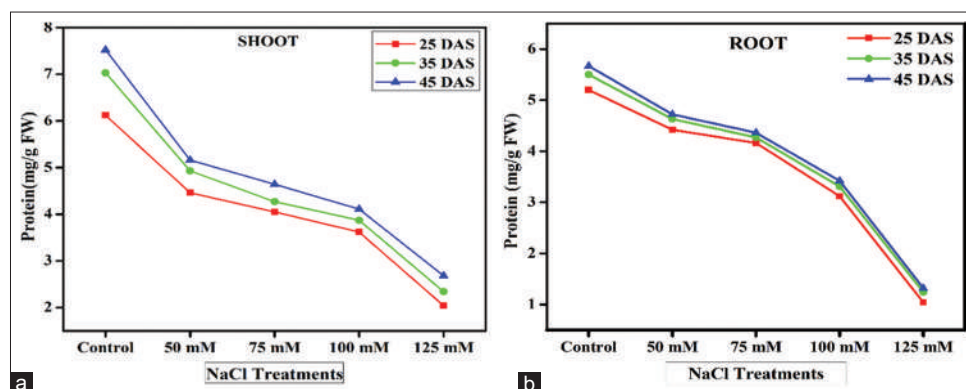 SHOOT
25 DAS
35 DAS
45 DAS
8
7
6
5
4
3
2
Protein(mg/g FW)
Control 50 mM 75 mM 100 mM 125 mM
NaCl Treatments
a
ROOT
25 DAS
35 DAS
45 DAS
6
5
4
3
2
1
Protein (mg/g FW)
Control 50 mM 75 mM 100 mM 125 mM
NaCl Treatments
b